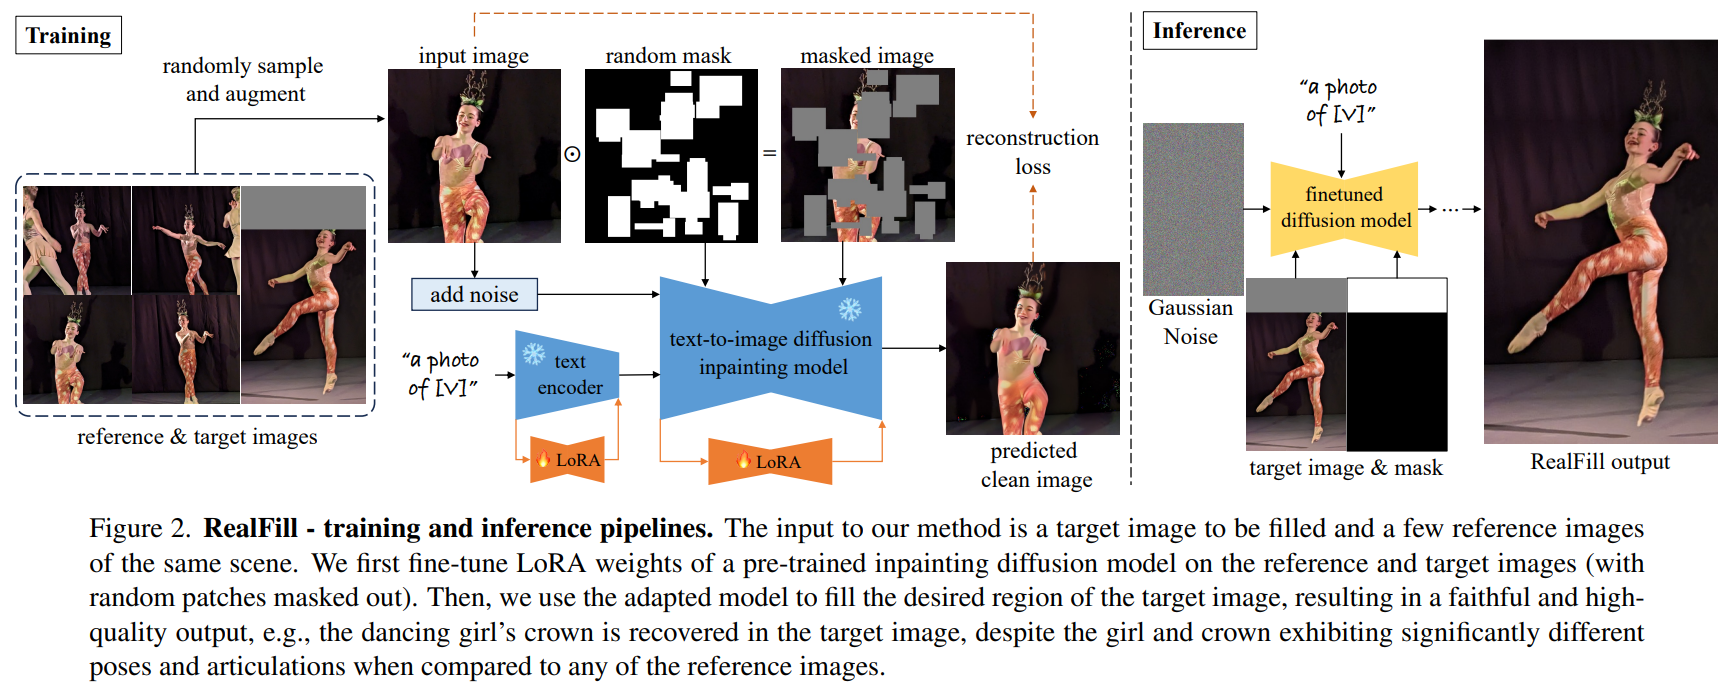 Training
randomly sample
and augment
input image
random mask
masked image
⊙
=
reconstruction
loss
add noise
"a photo
of [V]"
text
encoder
text-to-image diffusion
inpainting model
LoRA
LoRA
reference & target images
predicted
clean image
Inference
"a photo
of [V]"
finetuned
diffusion model
...
Gaussian
Noise
target image & mask
RealFill output
Figure 2. RealFill - training and inference pipelines. The input to our method is a target image to be filled and a few reference images
of the same scene. We first fine-tune LoRA weights of a pre-trained inpainting diffusion model on the reference and target images (with
random patches masked out). Then, we use the adapted model to fill the desired region of the target image, resulting in a faithful and high-
quality output, e.g., the dancing girl's crown is recovered in the target image, despite the girl and crown exhibiting significantly different
poses and articulations when compared to any of the reference images.